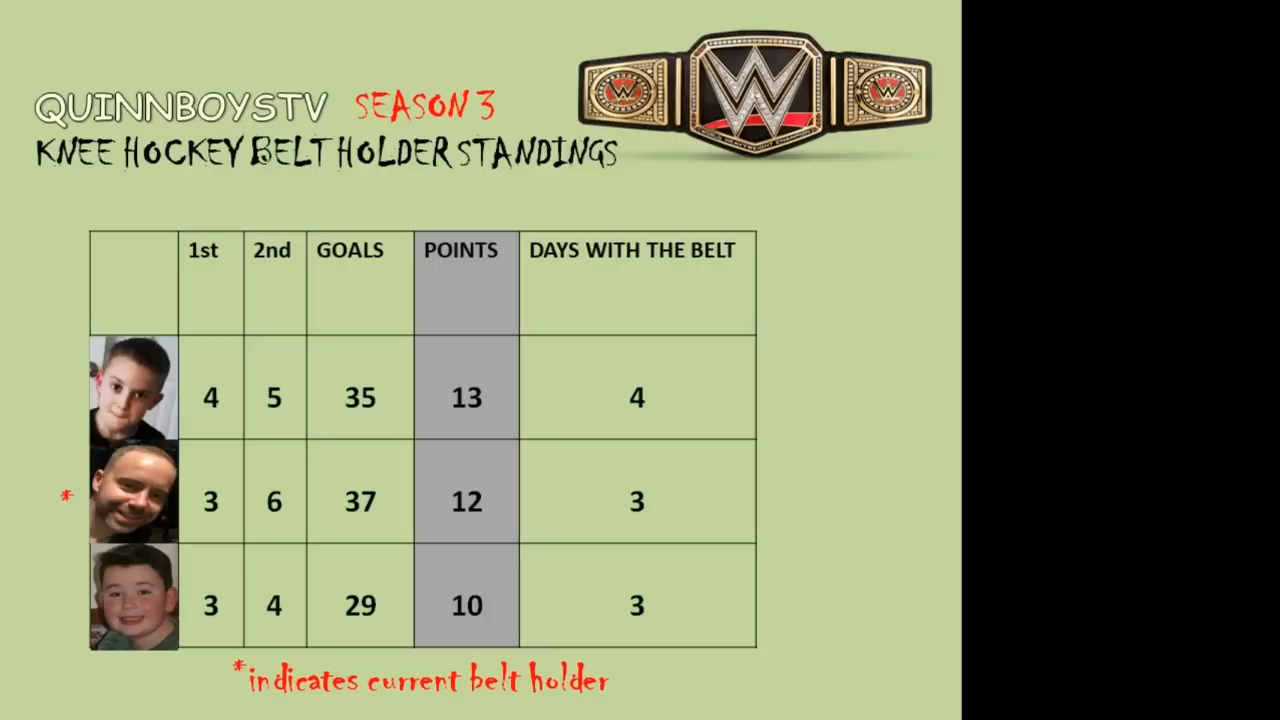 QUINNBOYSTV SEASON 3
KNEE HOCKEY BELT HOLDER STANDINGS
1st 2nd GOALS POINTS DAYS WITH THE BELT
4 5 35 13 4
* 3 6 37 12 3
3 4 29 10 3
*indicates current belt holder